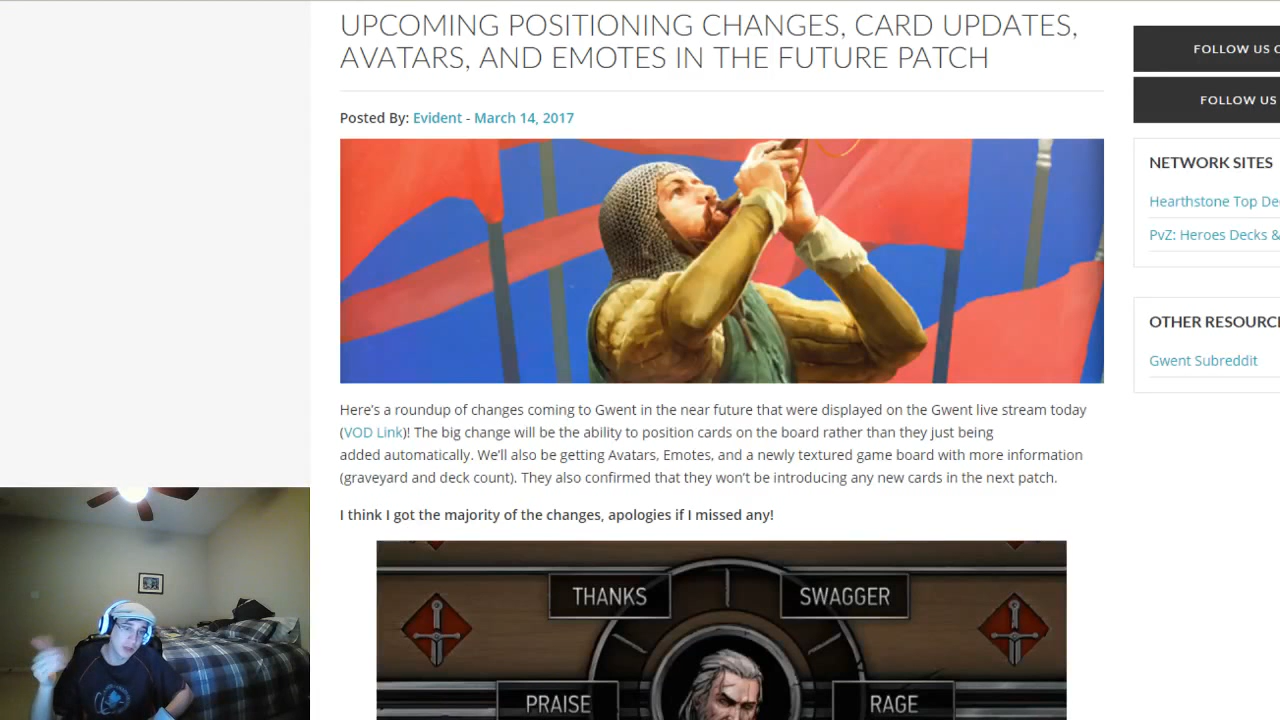 UPCOMING POSITIONING CHANGES, CARD UPDATES,
AVATARS, AND EMOTES IN THE FUTURE PATCH
Posted By: Evident - March 14, 2017
Here's a roundup of changes coming to Gwent in the near future that were displayed on the Gwent live stream today
(VOD Link)! The big change will be the ability to position cards on the board rather than they just being
added automatically. We'll also be getting Avatars, Emotes, and a newly textured game board with more information
(graveyard and deck count). They also confirmed that they won't be introducing any new cards in the next patch.
I think I got the majority of the changes, apologies if I missed any!
THANKS
SWAGGER
PRAISE
RAGE
FOLLOW US
FOLLOW US
NETWORK SITES
Hearthstone Top
PvZ: Heroes Decks &
OTHER
Gwent Subreddit